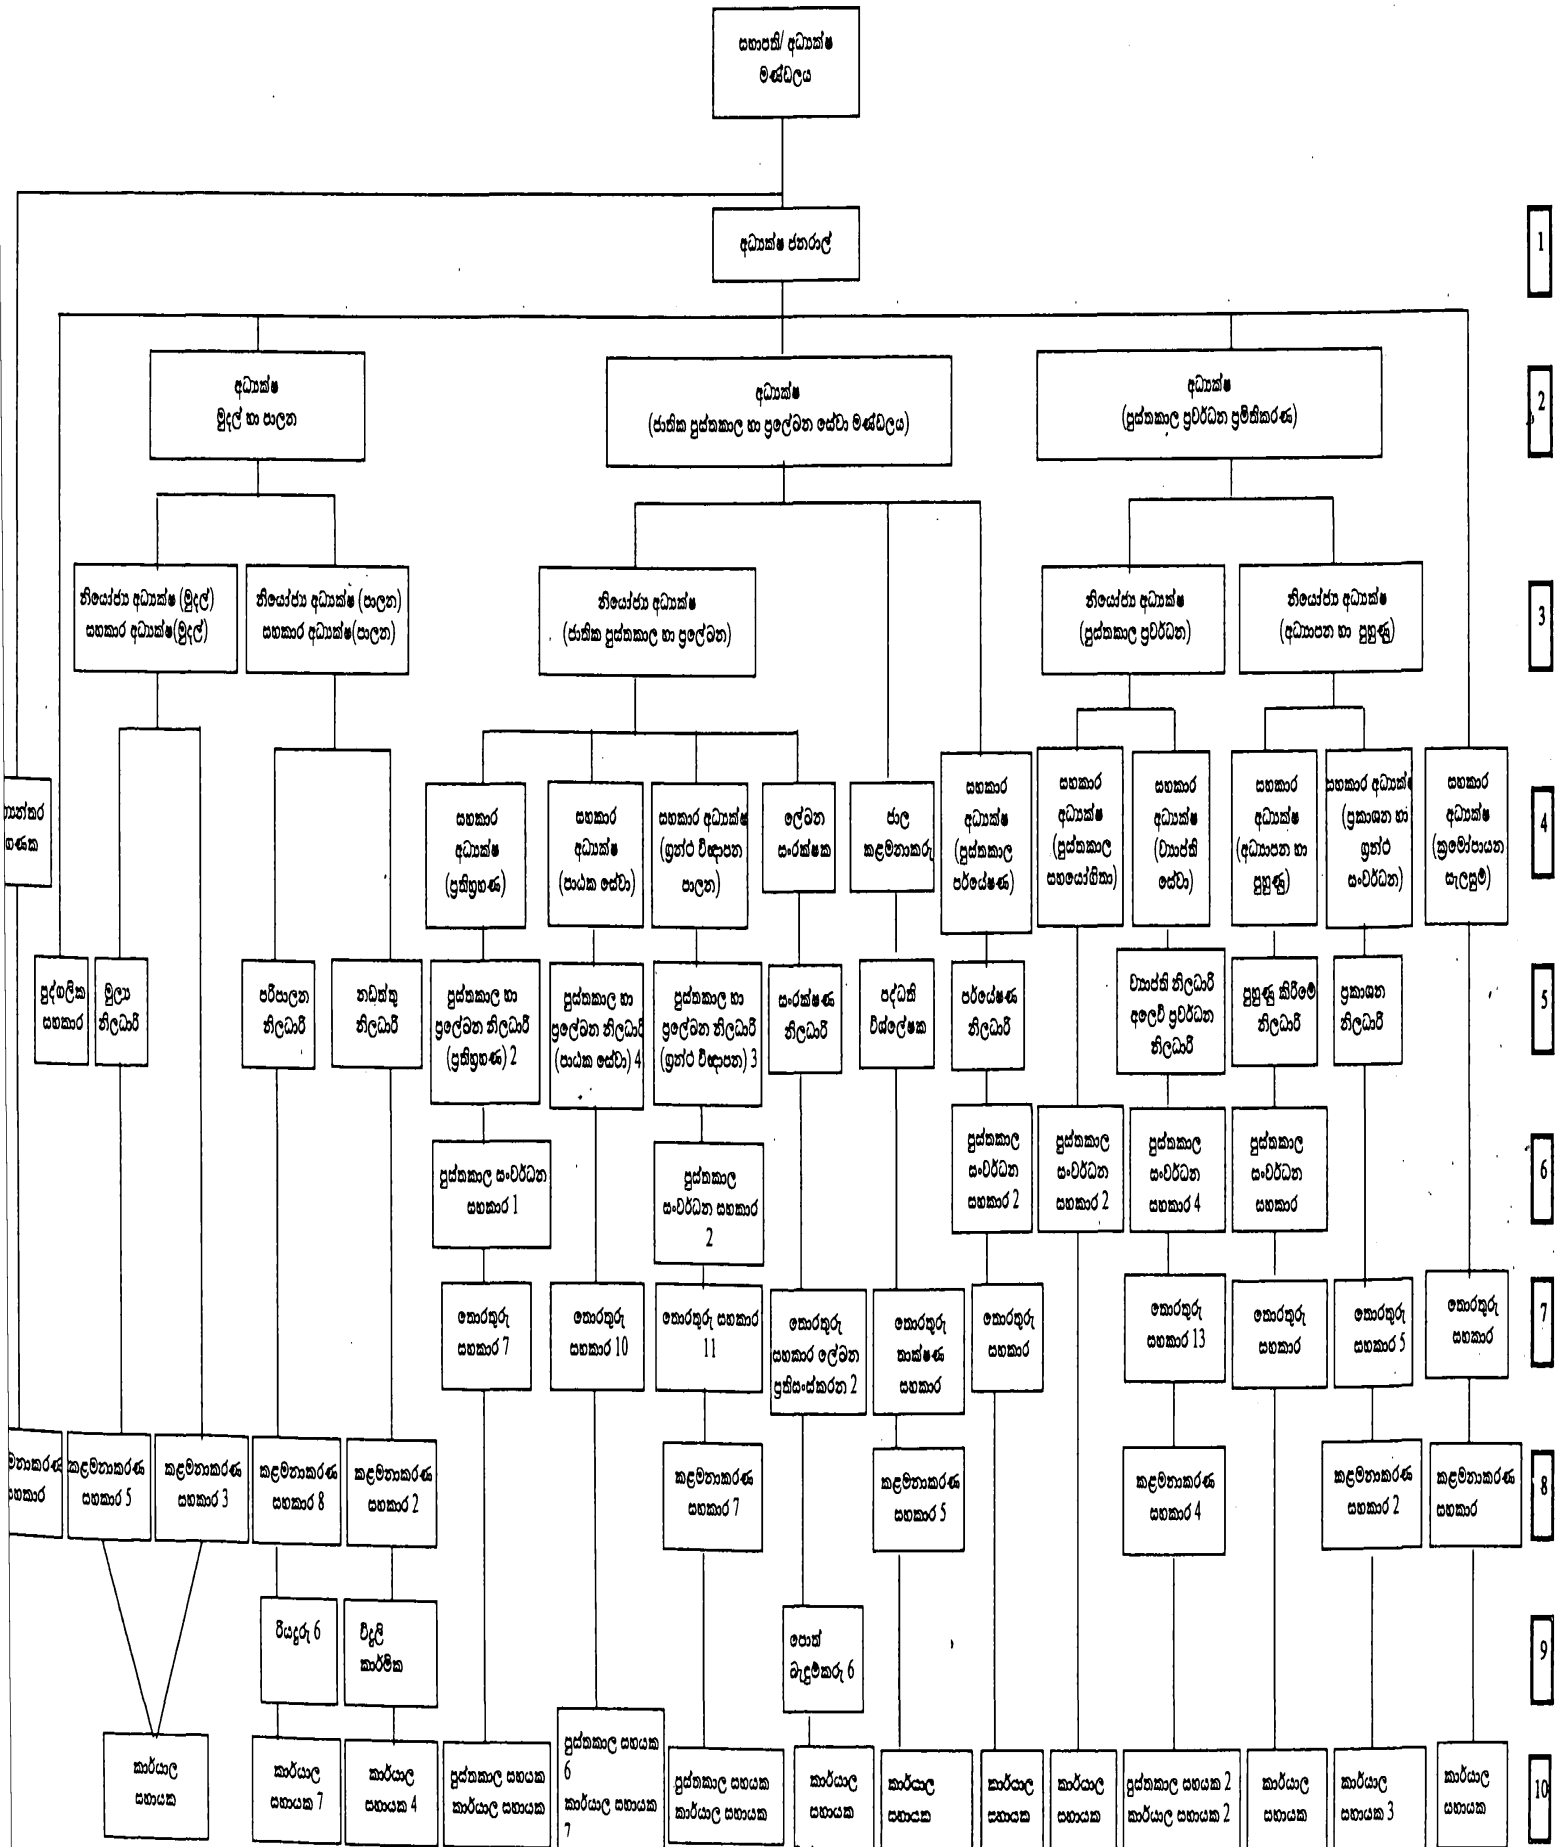 සභාපති/ අධ්‍යක්ෂ
මණ්ඩලය
අධ්‍යක්ෂ ජනරාල්
1
අධ්‍යක්ෂ
මුදල් හා පාලන
අධ්‍යක්ෂ
(ජාතික පුස්තකාල හා ප්‍රලේඛන සේවා මණ්ඩලය)
අධ්‍යක්ෂ
(පුස්තකාල ප්‍රවර්ධන ප්‍රමිතිකරණ)
2
නියෝජ්‍ය අධ්‍යක්ෂ (මුදල්)
සහකාර අධ්‍යක්ෂ(මුදල්)
නියෝජ්‍ය අධ්‍යක්ෂ (පාලන)
සහකාර අධ්‍යක්ෂ(පාලන)
නියෝජ්‍ය අධ්‍යක්ෂ
(ජාතික පුස්තකාල හා ප්‍රලේඛන)
නියෝජ්‍ය අධ්‍යක්ෂ
(පුස්තකාල ප්‍රවර්ධන)
නියෝජ්‍ය අධ්‍යක්ෂ
(අධ්‍යාපන හා පුහුණු)
3
ගණක
සහකාර
අධ්‍යක්ෂ
(ප්‍රතිග්‍රහණ)
සහකාර
අධ්‍යක්ෂ
(පාඨක සේවා)
සහකාර අධ්‍යක්ෂ
(ග්‍රන්ථ විඥාපන
පාලන)
ලේඛන
සංරක්ෂක
ජාල
කළමනාකරු
සහකාර
අධ්‍යක්ෂ
(පුස්තකාල
පර්යේෂණ)
සහකාර
අධ්‍යක්ෂ
(පුස්තකාල
සහයෝගිතා)
සහකාර
අධ්‍යක්ෂ
(ව්‍යාප්ති
සේවා)
සහකාර
අධ්‍යක්ෂ
(අධ්‍යාපන හා
පුහුණු)
සහකාර අධ්‍යක්ෂ
(ප්‍රකාශන හා
ග්‍රන්ථ
සංවර්ධන)
සහකාර
අධ්‍යක්ෂ
(ක්‍රමෝපායන
සැලසුම්)
4
පුද්ගලික
සහකාර
මූල්‍ය
නිලධාරී
පරිපාලන
නිලධාරී
නඩත්තු
නිලධාරී
පුස්තකාල හා
ප්‍රලේඛන නිලධාරී
(ප්‍රතිග්‍රහණ) 2
පුස්තකාල හා
ප්‍රලේඛන නිලධාරී
(පාඨක සේවා) 4
පුස්තකාල හා
ප්‍රලේඛන නිලධාරී
(ග්‍රන්ථ විඥාපන) 3
සංරක්ෂණ
නිලධාරී
පද්ධති
විශ්ලේෂක
පර්යේෂණ
නිලධාරී
ව්‍යාප්ති නිලධාරී
අලෙවි ප්‍රවර්ධන
නිලධාරී
පුහුණු කිරීමේ
නිලධාරී
ප්‍රකාශන
නිලධාරී
5
පුස්තකාල සංවර්ධන
සහකාර 1
පුස්තකාල
සංවර්ධන සහකාර
2
පුස්තකාල
සංවර්ධන
සහකාර 2
පුස්තකාල
සංවර්ධන
සහකාර 2
පුස්තකාල
සංවර්ධන
සහකාර 4
පුස්තකාල
සංවර්ධන
සහකාර
6
තොරතුරු
සහකාර 7
තොරතුරු
සහකාර 10
තොරතුරු සහකාර
11
තොරතුරු
සහකාර ලේඛන
ප්‍රතිසංස්කරන 2
තොරතුරු
තාක්ෂණ
සහකාර
තොරතුරු
සහකාර
තොරතුරු
සහකාර 13
තොරතුරු
සහකාර
තොරතුරු
සහකාර 5
තොරතුරු
සහකාර
7
කළමනාකරණ
සහකාර 5
කළමනාකරණ
සහකාර 3
කළමනාකරණ
සහකාර 8
කළමනාකරණ
සහකාර 2
කළමනාකරණ
සහකාර 7
කළමනාකරණ
සහකාර 5
කළමනාකරණ
සහකාර 4
කළමනාකරණ
සහකාර 2
කළමනාකරණ
සහකාර
8
රියදුරු 6
විදුලි
කාර්මික
පොත්
බැඳුම්කරු 6
9
කාර්යාල
සහායක
කාර්යාල
සහායක 7
කාර්යාල
සහායක 4
පුස්තකාල සහයක
කාර්යාල සහායක
පුස්තකාල සහයක
6
කාර්යාල සහායක
7
පුස්තකාල සහයක
කාර්යාල සහායක
කාර්යාල
සහායක
කාර්යාල
සහායක
කාර්යාල
සහායක
කාර්යාල
සහායක
පුස්තකාල සහයක 2
කාර්යාල සහායක 2
කාර්යාල
සහායක
කාර්යාල
සහායක 3
කාර්යාල
සහායක
10